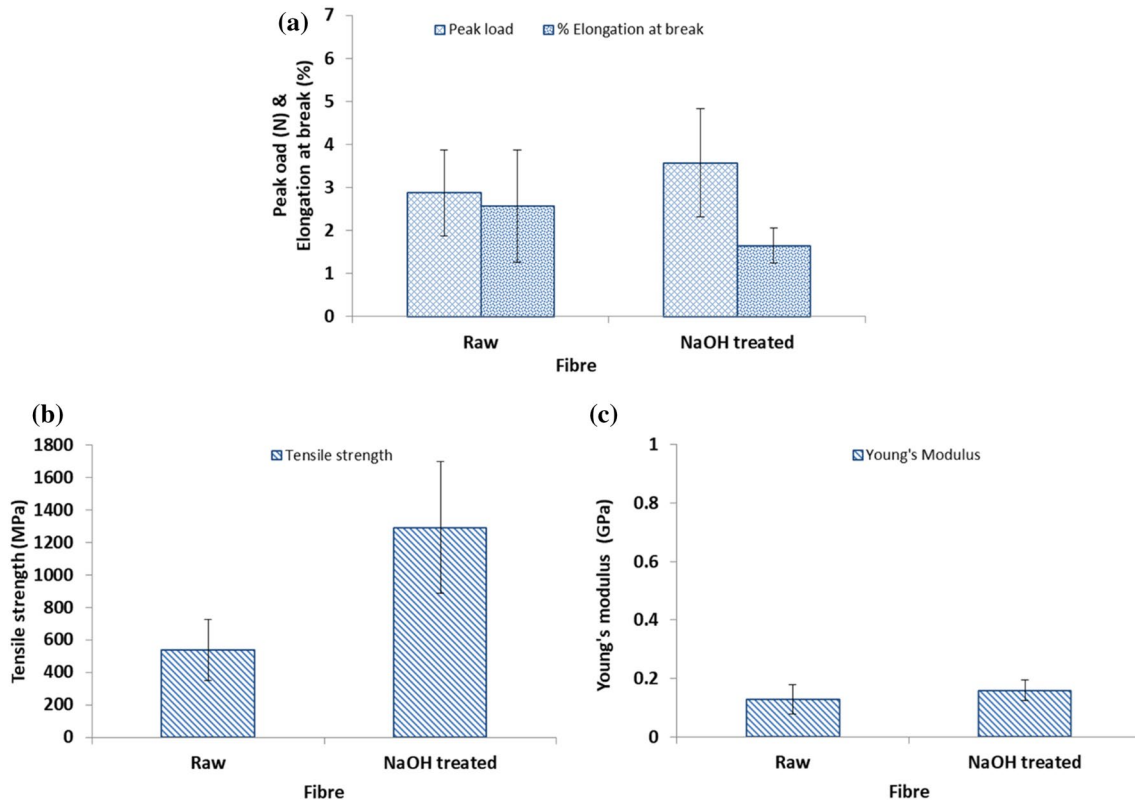 (a)
Peak load
% Elongation at break
Peak oad (N) &
Elongation at break (%)
7
6
5
4
3
2
1
0
Raw
NaOH treated
Fibre
(b)
Tensile strength
Tensile strength (MPa)
1800
1600
1400
1200
1000
800
600
400
200
0
Raw
NaOH treated
Fibre
(c)
Young's Modulus
Young's modulus (GPa)
1
0.8
0.6
0.4
0.2
0
Raw
NaOH treated
Fibre